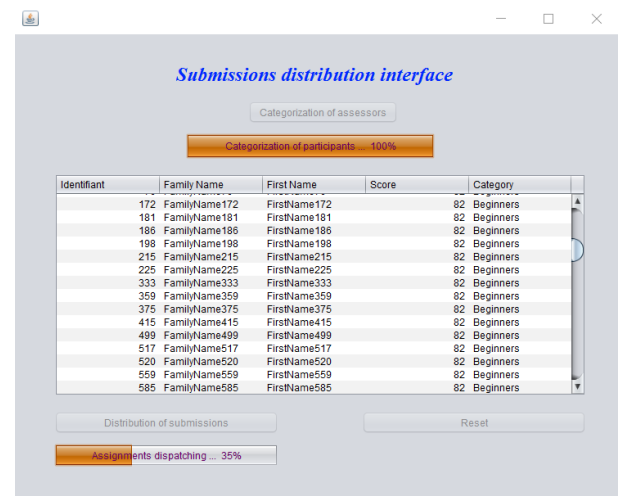 Submissions distribution interface
Categorization of assessors
Categorization of participants ... 100%
Identifiant Family Name First Name Score Category
172 FamilyName172 FirstName172 82 Beginners
181 FamilyName181 FirstName181 82 Beginners
186 FamilyName186 FirstName186 82 Beginners
198 FamilyName198 FirstName198 82 Beginners
215 FamilyName215 FirstName215 82 Beginners
225 FamilyName225 FirstName225 82 Beginners
333 FamilyName333 FirstName333 82 Beginners
359 FamilyName359 FirstName359 82 Beginners
375 FamilyName375 FirstName375 82 Beginners
415 FamilyName415 FirstName415 82 Beginners
499 FamilyName499 FirstName499 82 Beginners
517 FamilyName517 FirstName517 82 Beginners
520 FamilyName520 FirstName520 82 Beginners
559 FamilyName559 FirstName559 82 Beginners
585 FamilyName585 FirstName585 82 Beginners
Distribution of submissions Reset
Assignments dispatching ... 35%